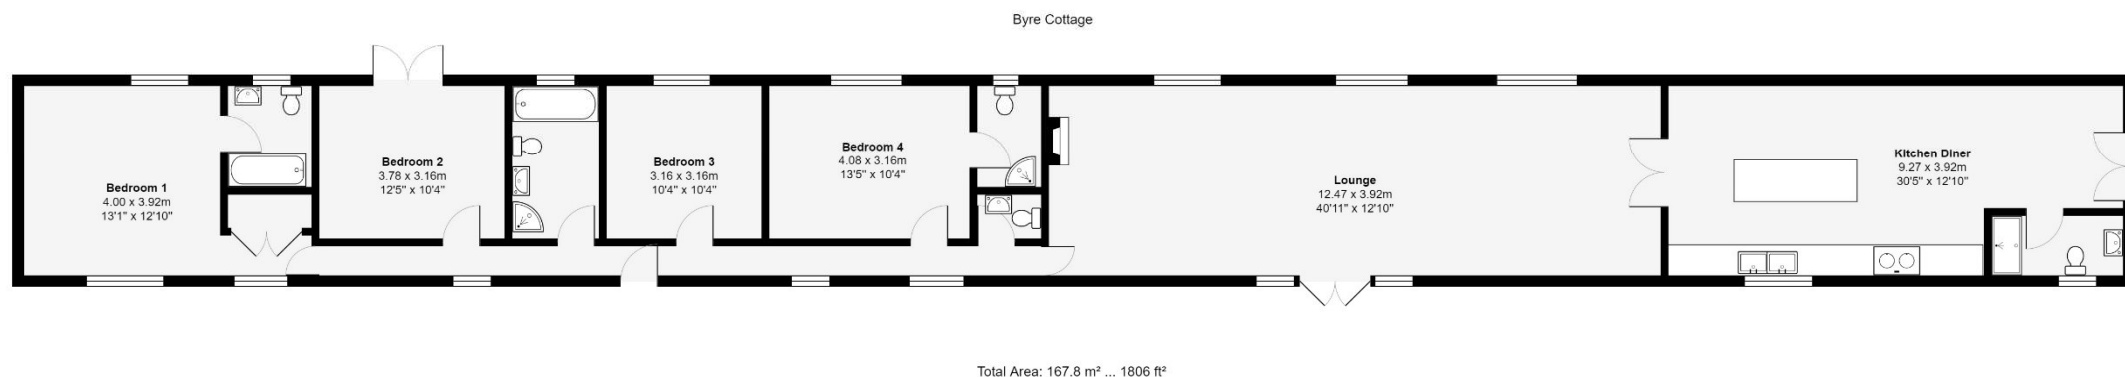 Byre Cottage
Bedroom 1
4.00 x 3.92m
13'1" x 12'10"
Bedroom 2
3.78 x 3.16m
12'5" x 10'4"
Bedroom 3
3.16 x 3.16m
10'4" x 10'4"
Bedroom 4
4.08 x 3.16m
13'5" x 10'4"
Lounge
12.47 x 3.92m
40'11" x 12'10"
Kitchen Diner
9.27 x 3.92m
30'5" x 12'10"
Total Area: 167.8 m² ... 1806 ft²